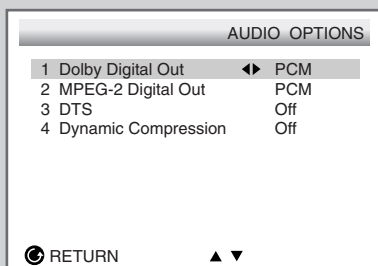 AUDIO OPTIONS
1 Dolby Digital Out ◀▶ PCM
2 MPEG-2 Digital Out PCM
3 DTS Off
4 Dynamic Compression Off
RETURN ▲ ▼